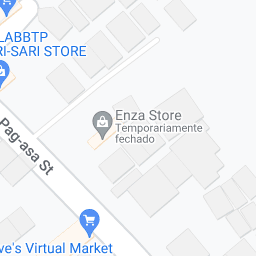 LABBTP
RI-SARI STORE
Pag-asa St
Enza Store
Temporariamente
fechado
ve's Virtual Market